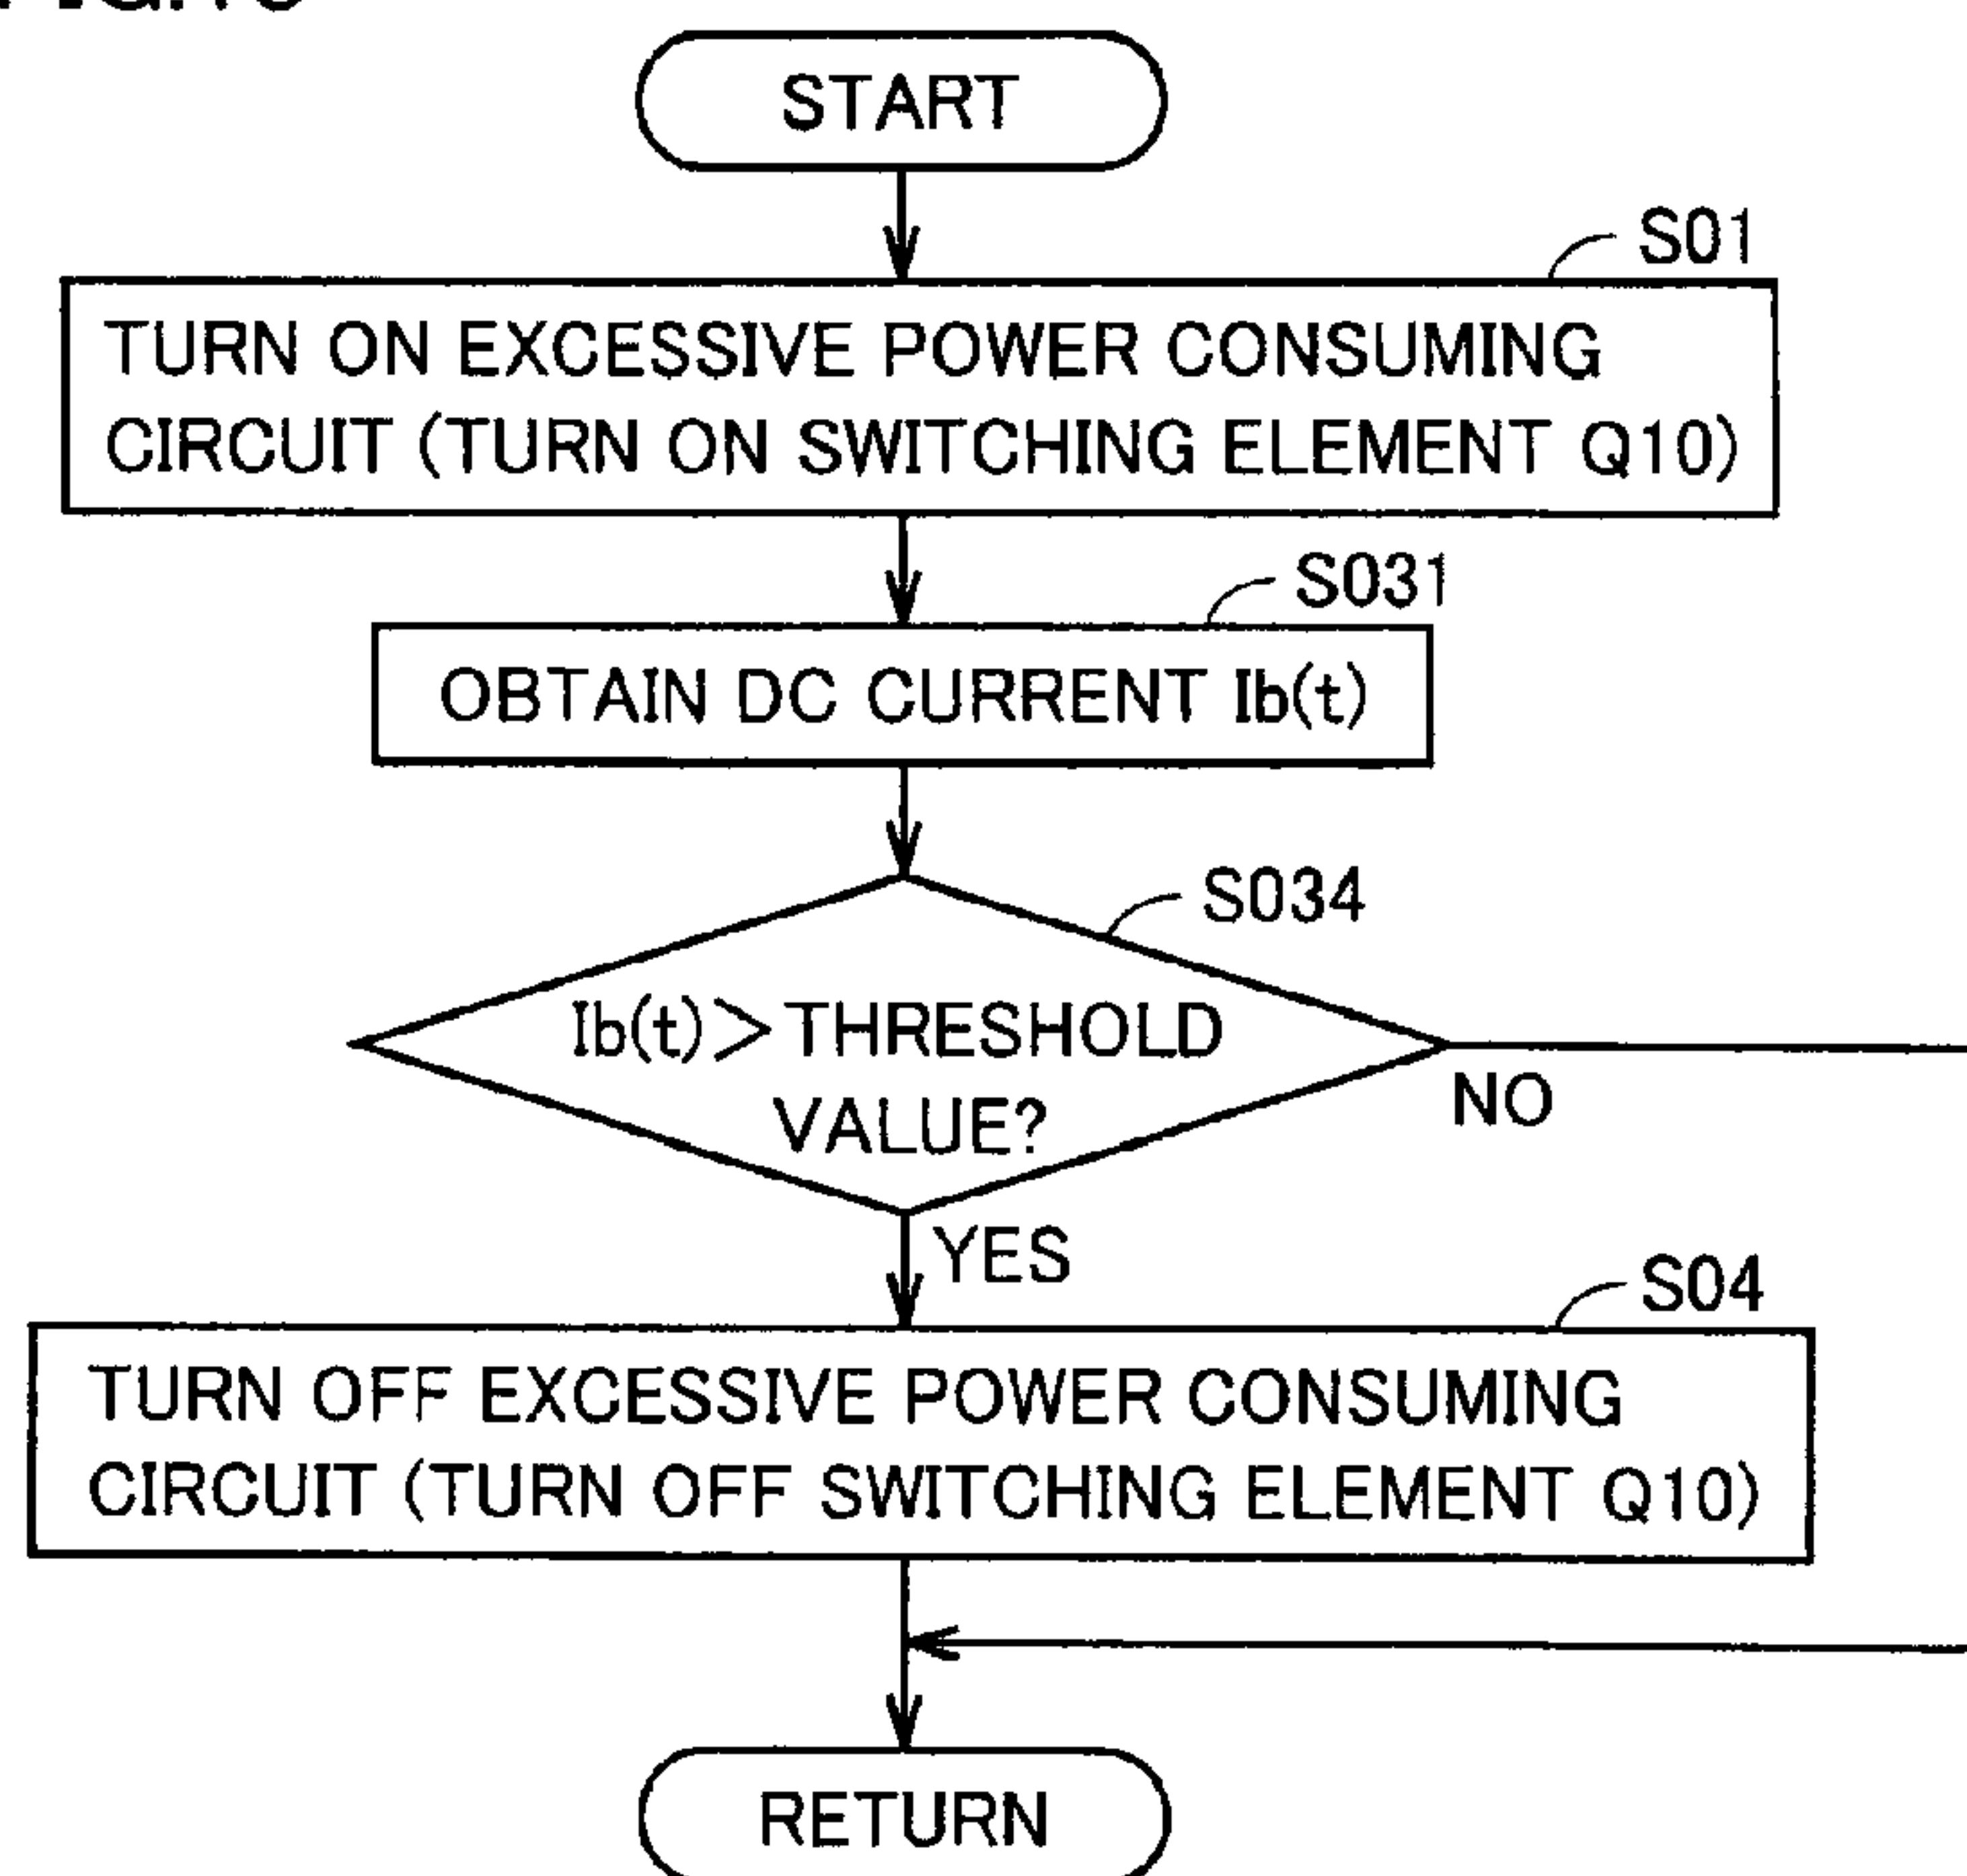 START
S01
TURN ON EXCESSIVE POWER CONSUMING
CIRCUIT (TURN ON SWITCHING ELEMENT Q10)
S031
OBTAIN DC CURRENT Ib(t)
S034
Ib(t)>THRESHOLD
VALUE?
NO
YES
S04
TURN OFF EXCESSIVE POWER CONSUMING
CIRCUIT (TURN OFF SWITCHING ELEMENT Q10)
RETURN